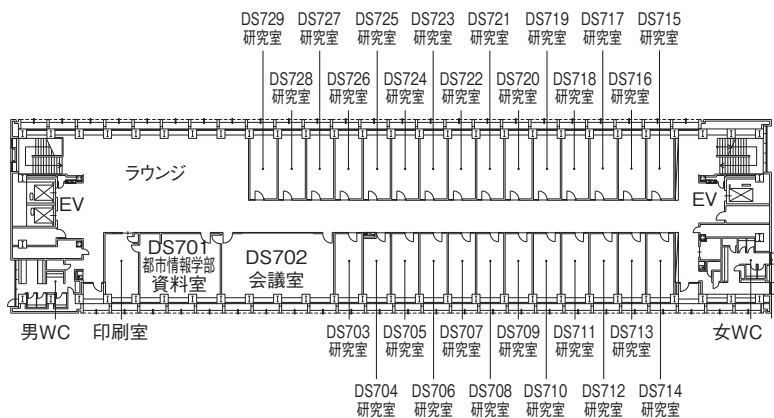 DS729 DS727 DS725 DS723 DS721 DS719 DS717 DS715
研究室 研究室 研究室 研究室 研究室 研究室 研究室 研究室
DS728 DS726 DS724 DS722 DS720 DS718 DS716
研究室 研究室 研究室 研究室 研究室 研究室 研究室
ラウンジ
EV
EV
DS701
都市情報学部
資料室
DS702
会議室
男WC
印刷室
女WC
DS703 DS705 DS707 DS709 DS711 DS713
研究室 研究室 研究室 研究室 研究室 研究室
DS704 DS706 DS708 DS710 DS712 DS714
研究室 研究室 研究室 研究室 研究室 研究室